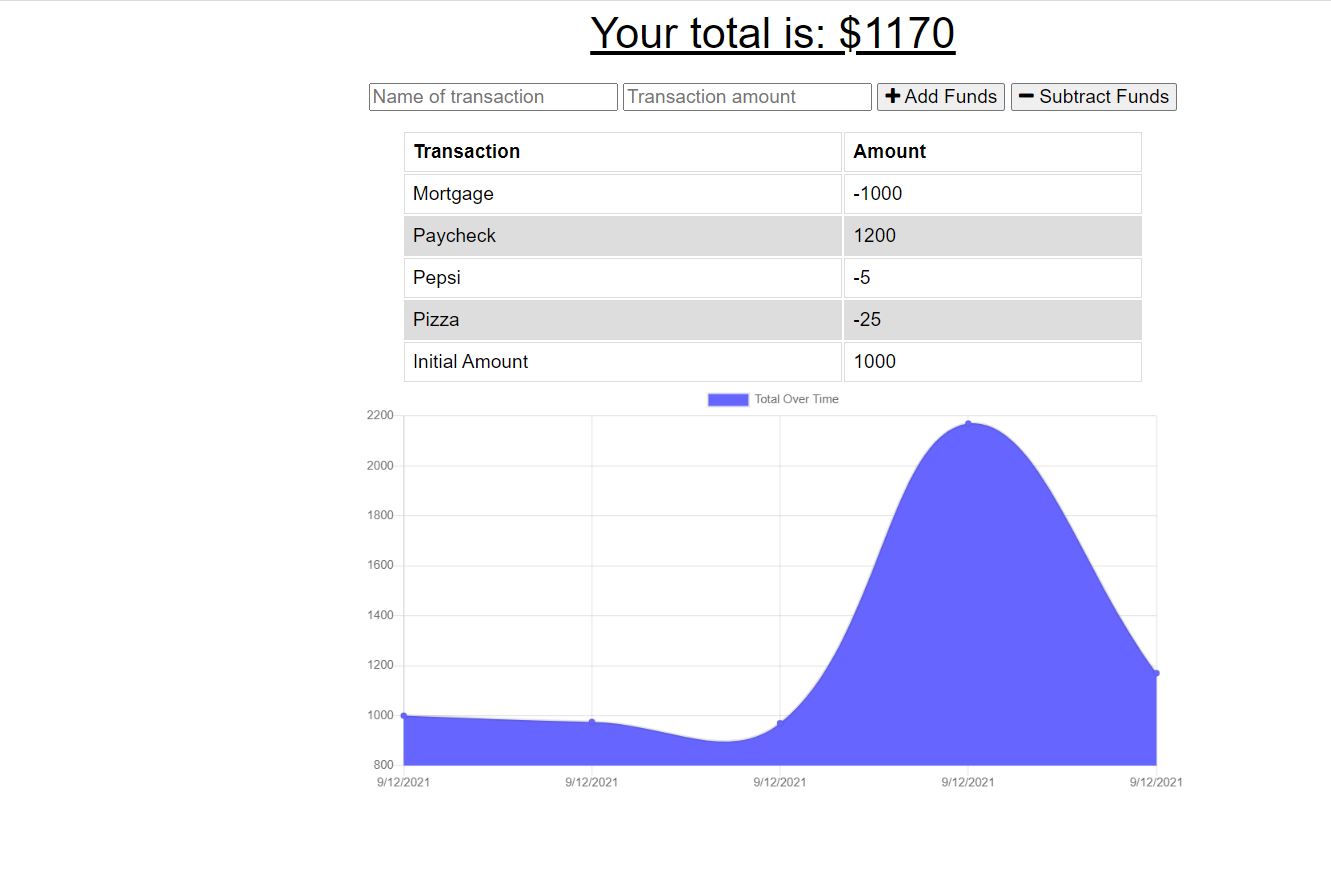 Your total is: $1170
Name of transaction Transaction amount + Add Funds − Subtract Funds
Transaction Amount
Mortgage -1000
Paycheck 1200
Pepsi -5
Pizza -25
Initial Amount 1000
Total Over Time
2200
2000
1800
1600
1400
1200
1000
800
9/12/2021 9/12/2021 9/12/2021 9/12/2021 9/12/2021